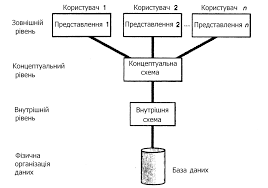 Користувач 1 Користувач 2 Користувач n
Зовнішній
рівень
Представлення 1 Представлення 2 ... Представлення n
Концептуальний
рівень
Концептуальна
схема
Внутрішній
рівень
Внутрішня
схема
Фізична
організація
даних
База даних